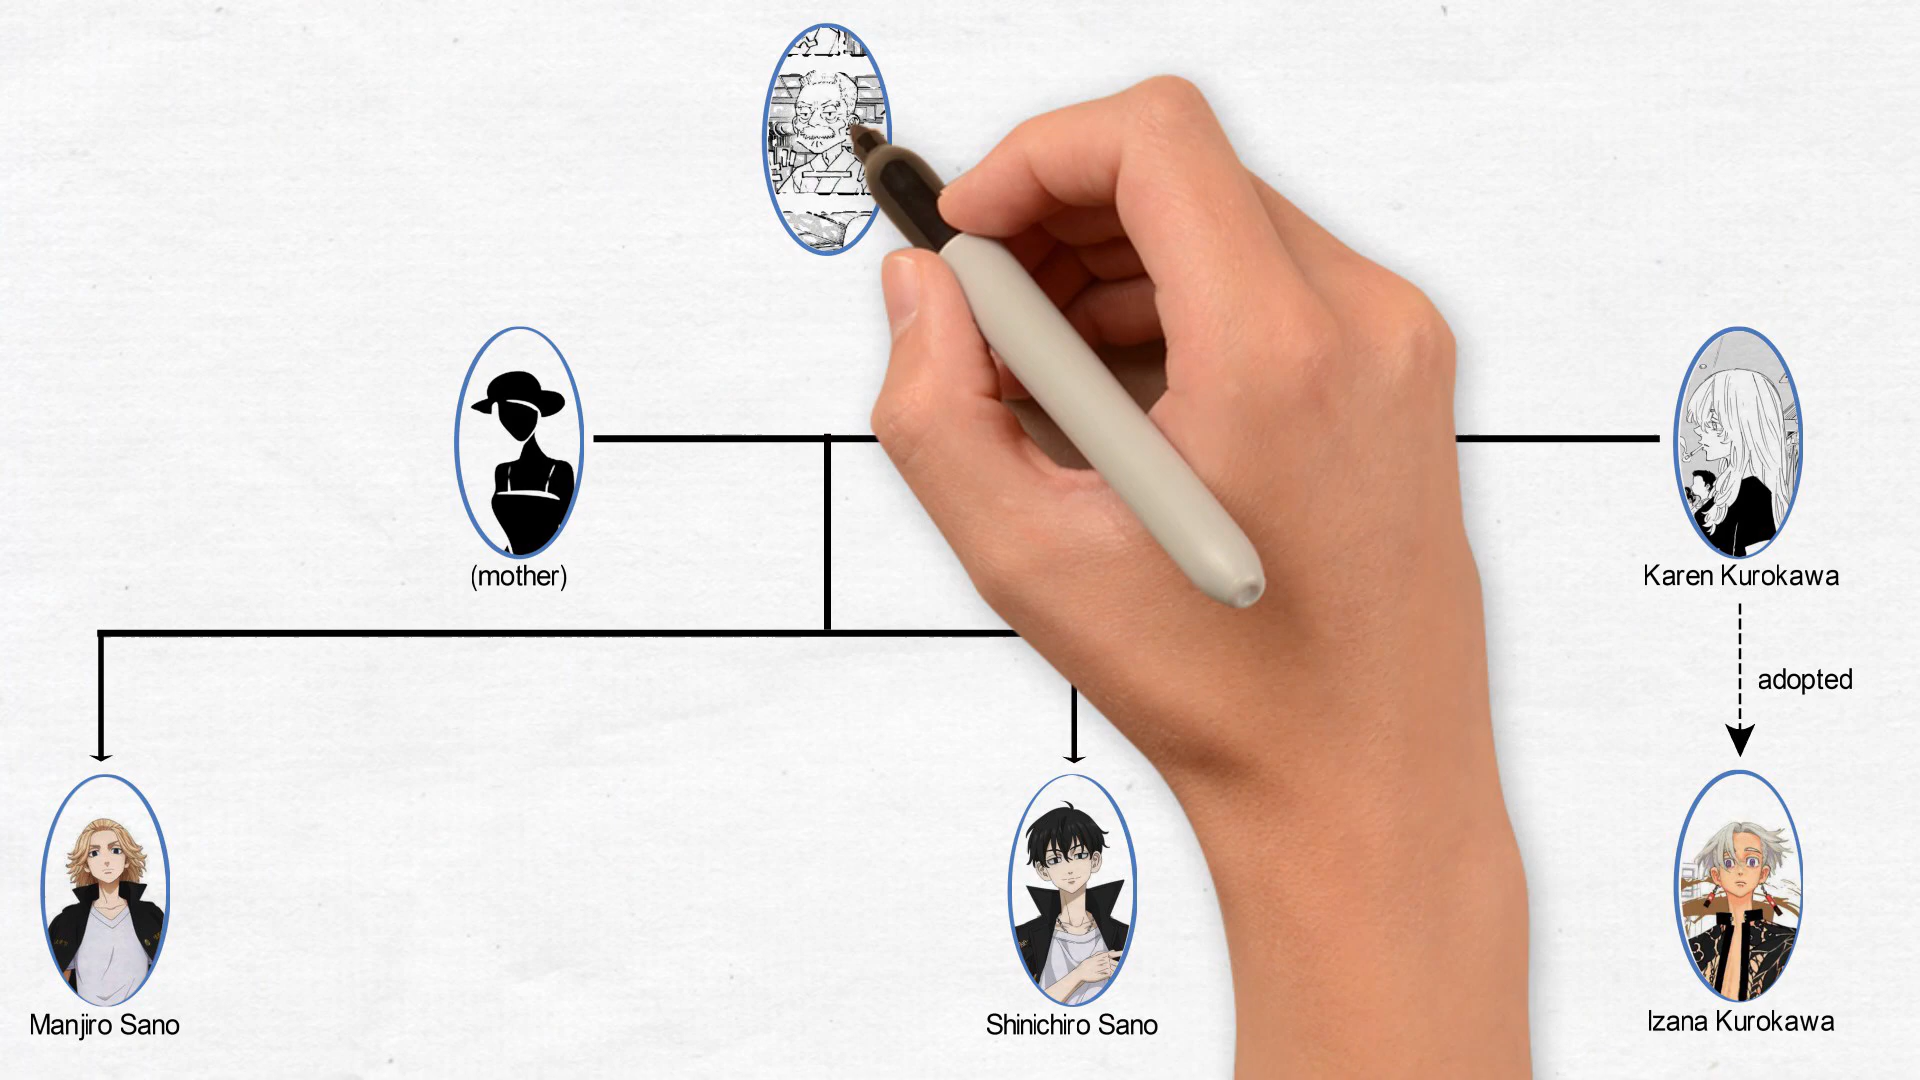 (mother)
Karen Kurokawa
adopted
Manjiro Sano
Shinichiro Sano
Izana Kurokawa